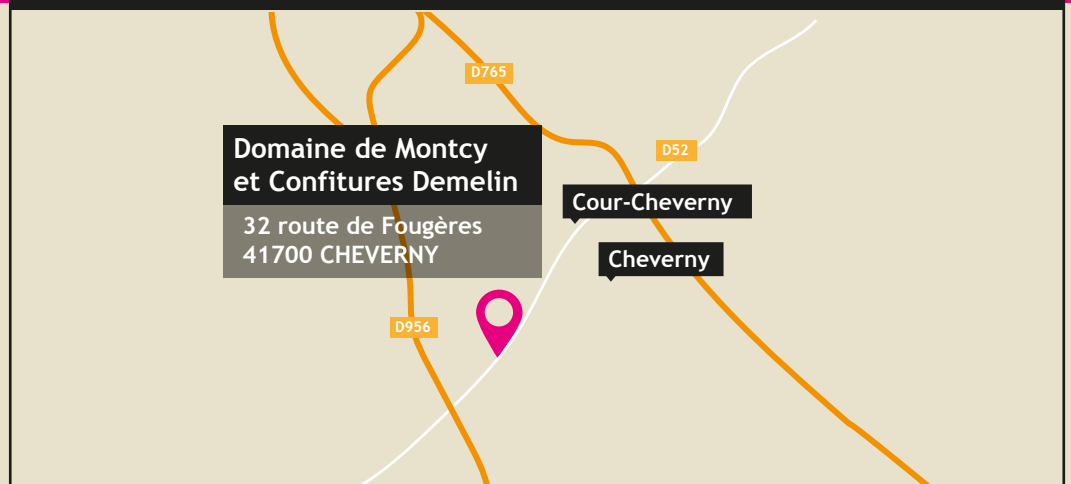 D765
Domaine de Montcy
et Confitures Demelin
32 route de Fougères
41700 CHEVERNY
D52
Cour-Cheverny
Cheverny
D956